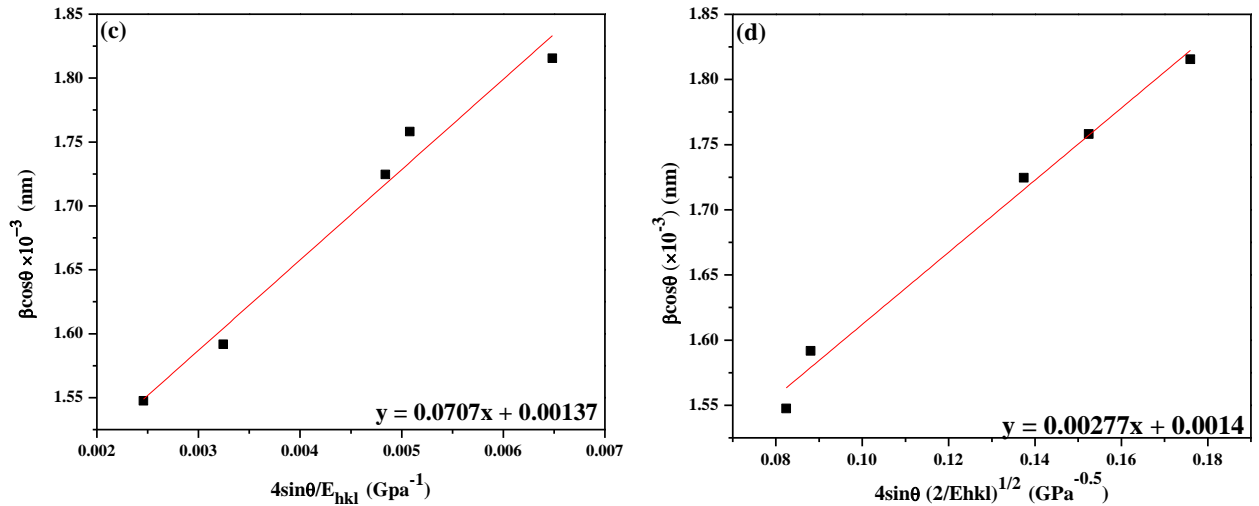 (c)
1.80
1.75
1.70
1.65
1.60
1.55
βcosθ ×10⁻³ (nm)
y = 0.0707x + 0.00137
0.002 0.003 0.004 0.005 0.006 0.007
4sinθ/E_hkl (Gpa⁻¹)
(d)
1.85
1.80
1.75
1.70
1.65
1.60
1.55
βcosθ (×10⁻³) (nm)
y = 0.00277x + 0.0014
0.08 0.10 0.12 0.14 0.16 0.18
4sinθ (2/Ehkl)^1/2 (GPa^-0.5)